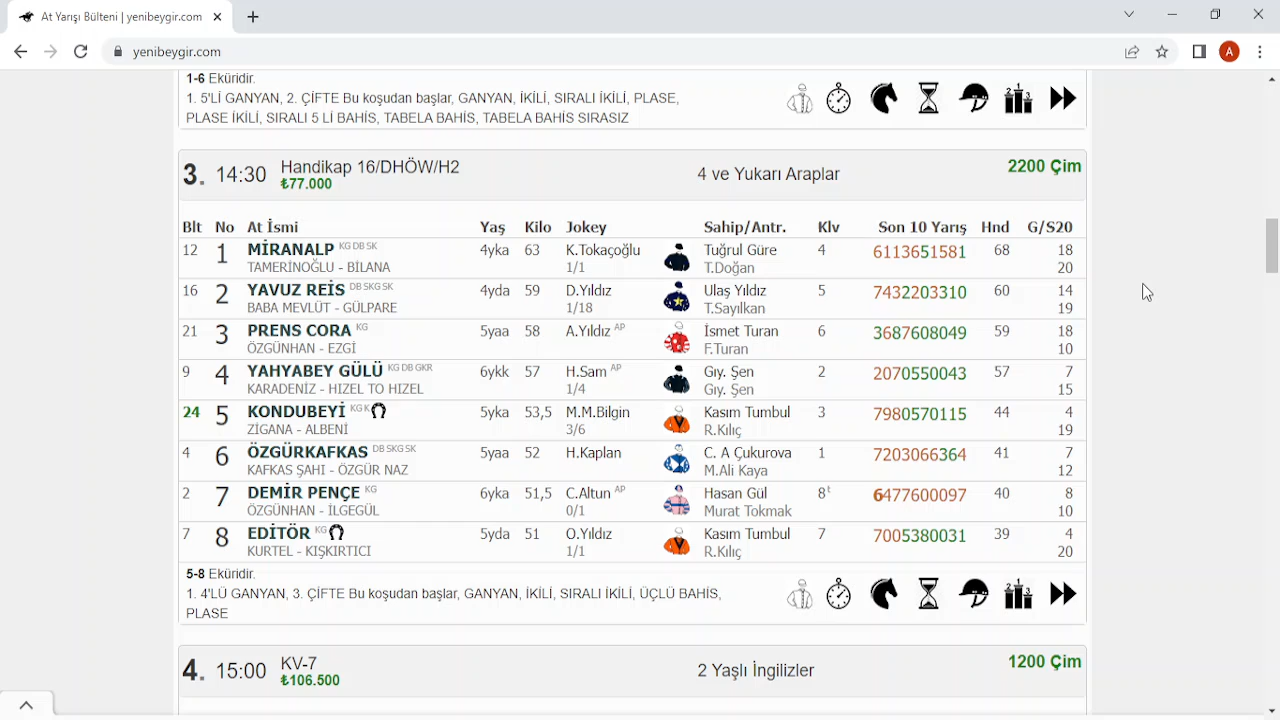 At Yarışı Bülteni | yenibeygir.com
yenibeygir.com
A
1-6 Eküridir.
1. 5'Lİ GANYAN, 2. ÇİFTE Bu koşudan başlar, GANYAN, İKİLİ, SIRALI İKİLİ, PLASE,
PLASE İKİLİ, SIRALI 5 Lİ BAHİS, TABELA BAHİS, TABELA BAHİS SIRASIZ
3. 14:30 Handikap 16/DHÖW/H2 4 ve Yukarı Araplar 2200 Çim
₺77.000
Blt No At İsmi Yaş Kilo Jokey Sahip/Antr. Klv Son 10 Yarış Hnd G/S20
12 1 MİRANALP KG DB SK 4yka 63 K.Tokaçoğlu Tuğrul Güre 4 6113651581 68 18
TAMERİNOĞLU - BİLANA 1/1 T.Doğan 20
16 2 YAVUZ REİS DB SKG SK 4yda 59 D.Yıldız Ulaş Yıldız 5 7432203310 60 14
BABA MEVLÜT - GÜLPARE 1/18 T.Sayılkan 19
21 3 PRENS CORA KG 5yaa 58 A.Yıldız AP İsmet Turan 6 3687608049 59 18
ÖZGÜNHAN - EZGİ F.Turan 10
9 4 YAHYABEY GÜLÜ KG DB GKR 6ykk 57 H.Sam AP Gıy. Şen 2 2070550043 57 7
KARADENİZ - HIZEL TO HIZEL 1/4 Gıy. Şen 15
24 5 KONDUBEYİ KG K 5yka 53,5 M.M.Bilgin Kasım Tumbul 3 7980570115 44 4
ZİGANA - ALBENİ 3/6 R.Kılıç 19
4 6 ÖZGÜRKAFKAS DB SKG SK 5yaa 52 H.Kaplan C. A Çukurova 1 7203066364 41 7
KAFKAS ŞAHI - ÖZGÜR NAZ M.Ali Kaya 12
2 7 DEMİR PENÇE KG 6yka 51,5 C.Altun AP Hasan Gül 8t 6477600097 40 8
ÖZGÜNHAN - İLGEGÜL 0/1 Murat Tokmak 10
7 8 EDİTÖR KG 5yda 51 O.Yıldız Kasım Tumbul 7 7005380031 39 4
KURTEL - KIŞKIRTICI 1/1 R.Kılıç 20
5-8 Eküridir.
1. 4'LÜ GANYAN, 3. ÇİFTE Bu koşudan başlar, GANYAN, İKİLİ, SIRALI İKİLİ, ÜÇLÜ BAHİS,
PLASE
4. 15:00 KV-7 2 Yaşlı İngilizler 1200 Çim
₺106.500